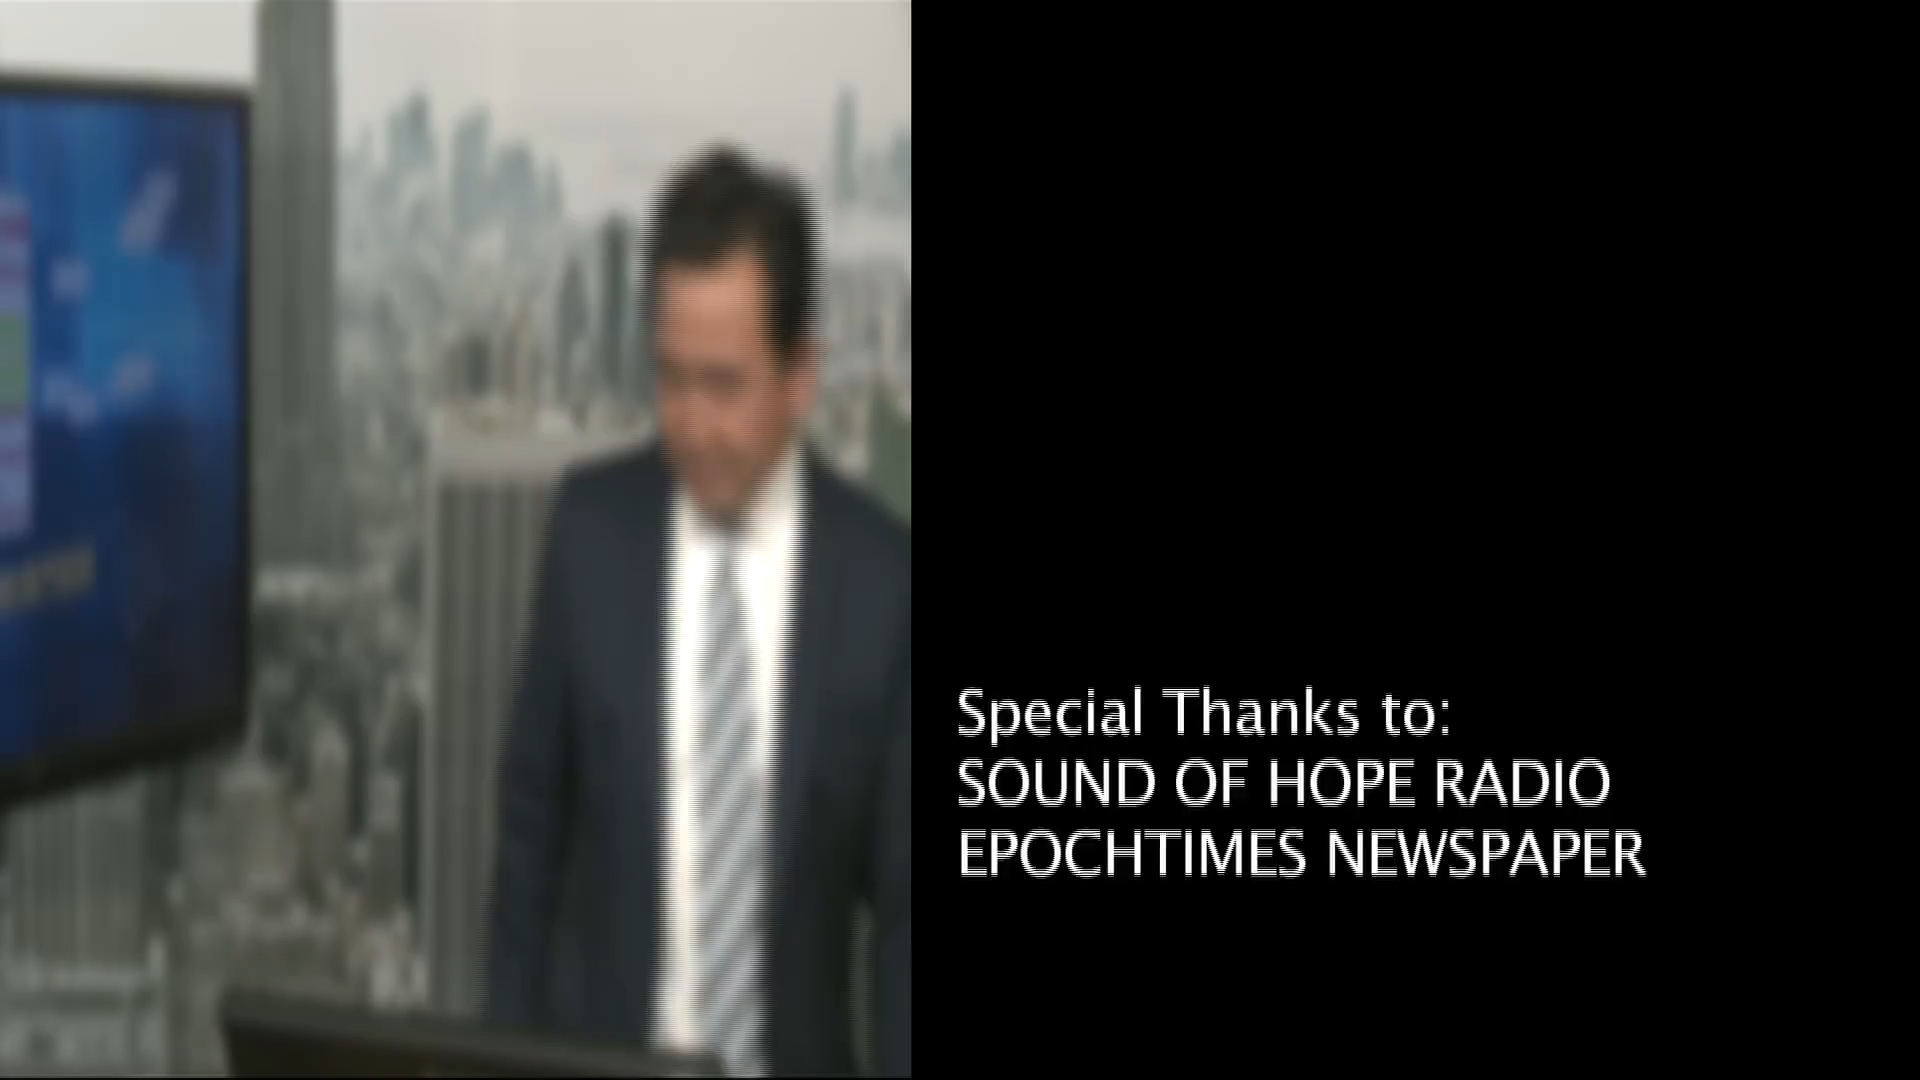 Special Thanks to:
SOUND OF HOPE RADIO
EPOCHTIMES NEWSPAPER